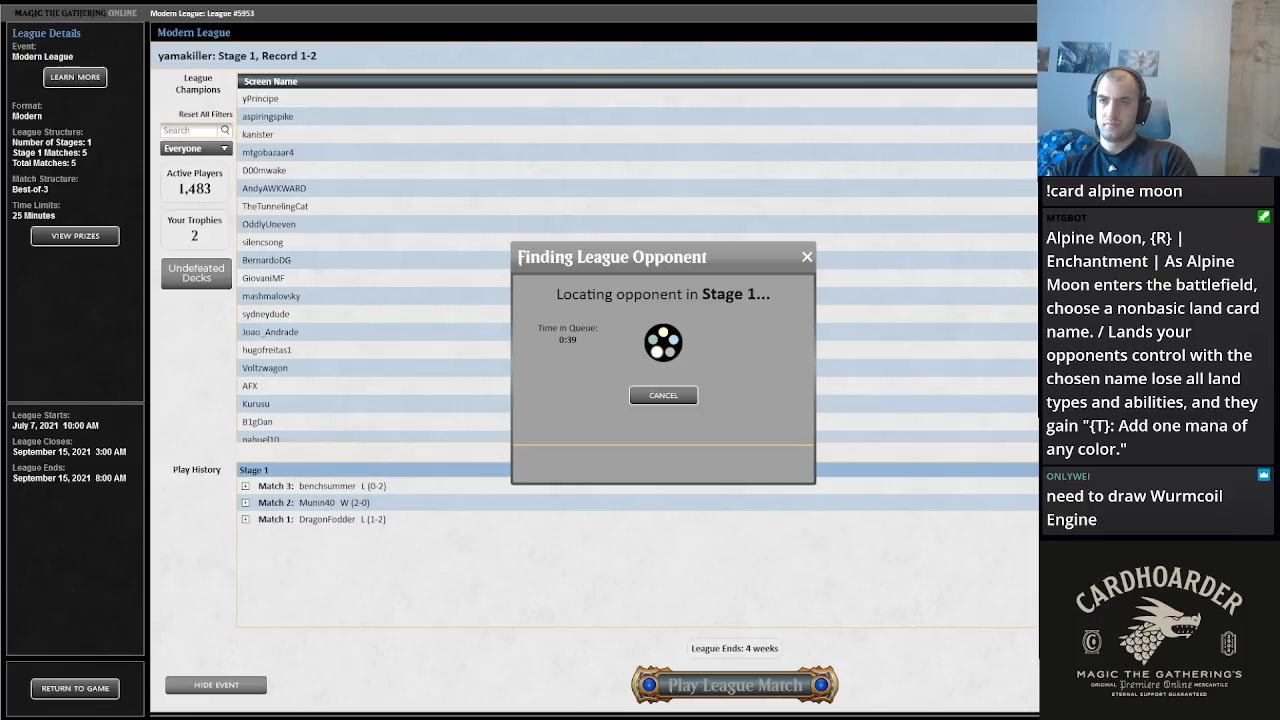 MAGIC THE GATHERING ONLINE
Modern League: League #5953
League Details
Event:
Modern League
LEARN MORE
Format:
Modern
League Structure:
Number of Stages: 1
Stage 1 Matches: 5
Total Matches: 5
Match Structure:
Best-of-3
Time Limits:
25 Minutes
VIEW PRIZES
League Starts:
July 7, 2021 10:00 AM
League Closes:
September 15, 2021 3:00 AM
League Ends:
September 15, 2021 8:00 AM
RETURN TO GAME
Modern League
yamakiller: Stage 1, Record 1-2
League
Champions
Reset All Filters
Search
Everyone
Active Players
1,483
Your Trophies
2
Undefeated
Decks
Screen Name
yPrincipe
aspiringspike
kanister
mtgobazaar4
D00mwake
AndyAWKWARD
TheTunnelingCat
OddlyUneven
silencsong
BernardoDG
GiovaniMF
mashmalovsky
sydneydude
Joao_Andrade
hugofreitas1
Voltzwagon
AFX
Kurusu
B1gDan
nahuel10
Play History
Stage 1
Match 3: benchsummer L (0-2)
Match 2: Munin40 W (2-0)
Match 1: DragonFodder L (1-2)
Finding League Opponent
Locating opponent in Stage 1...
Time in Queue:
0:39
CANCEL
League Ends: 4 weeks
HIDE EVENT
Play League Match
!card alpine moon
MTGBOT
Alpine Moon, {R} |
Enchantment | As Alpine
Moon enters the battlefield,
choose a nonbasic land card
name. / Lands your
opponents control with the
chosen name lose all land
types and abilities, and they
gain "{T}: Add one mana of
any color."
ONLYWEI
need to draw Wurmcoil
Engine
CARDHOARDER
MAGIC THE GATHERING'S
ORIGINAL Premiere Online MERCANTILE
ETERNAL SUPPORT GUARANTEED